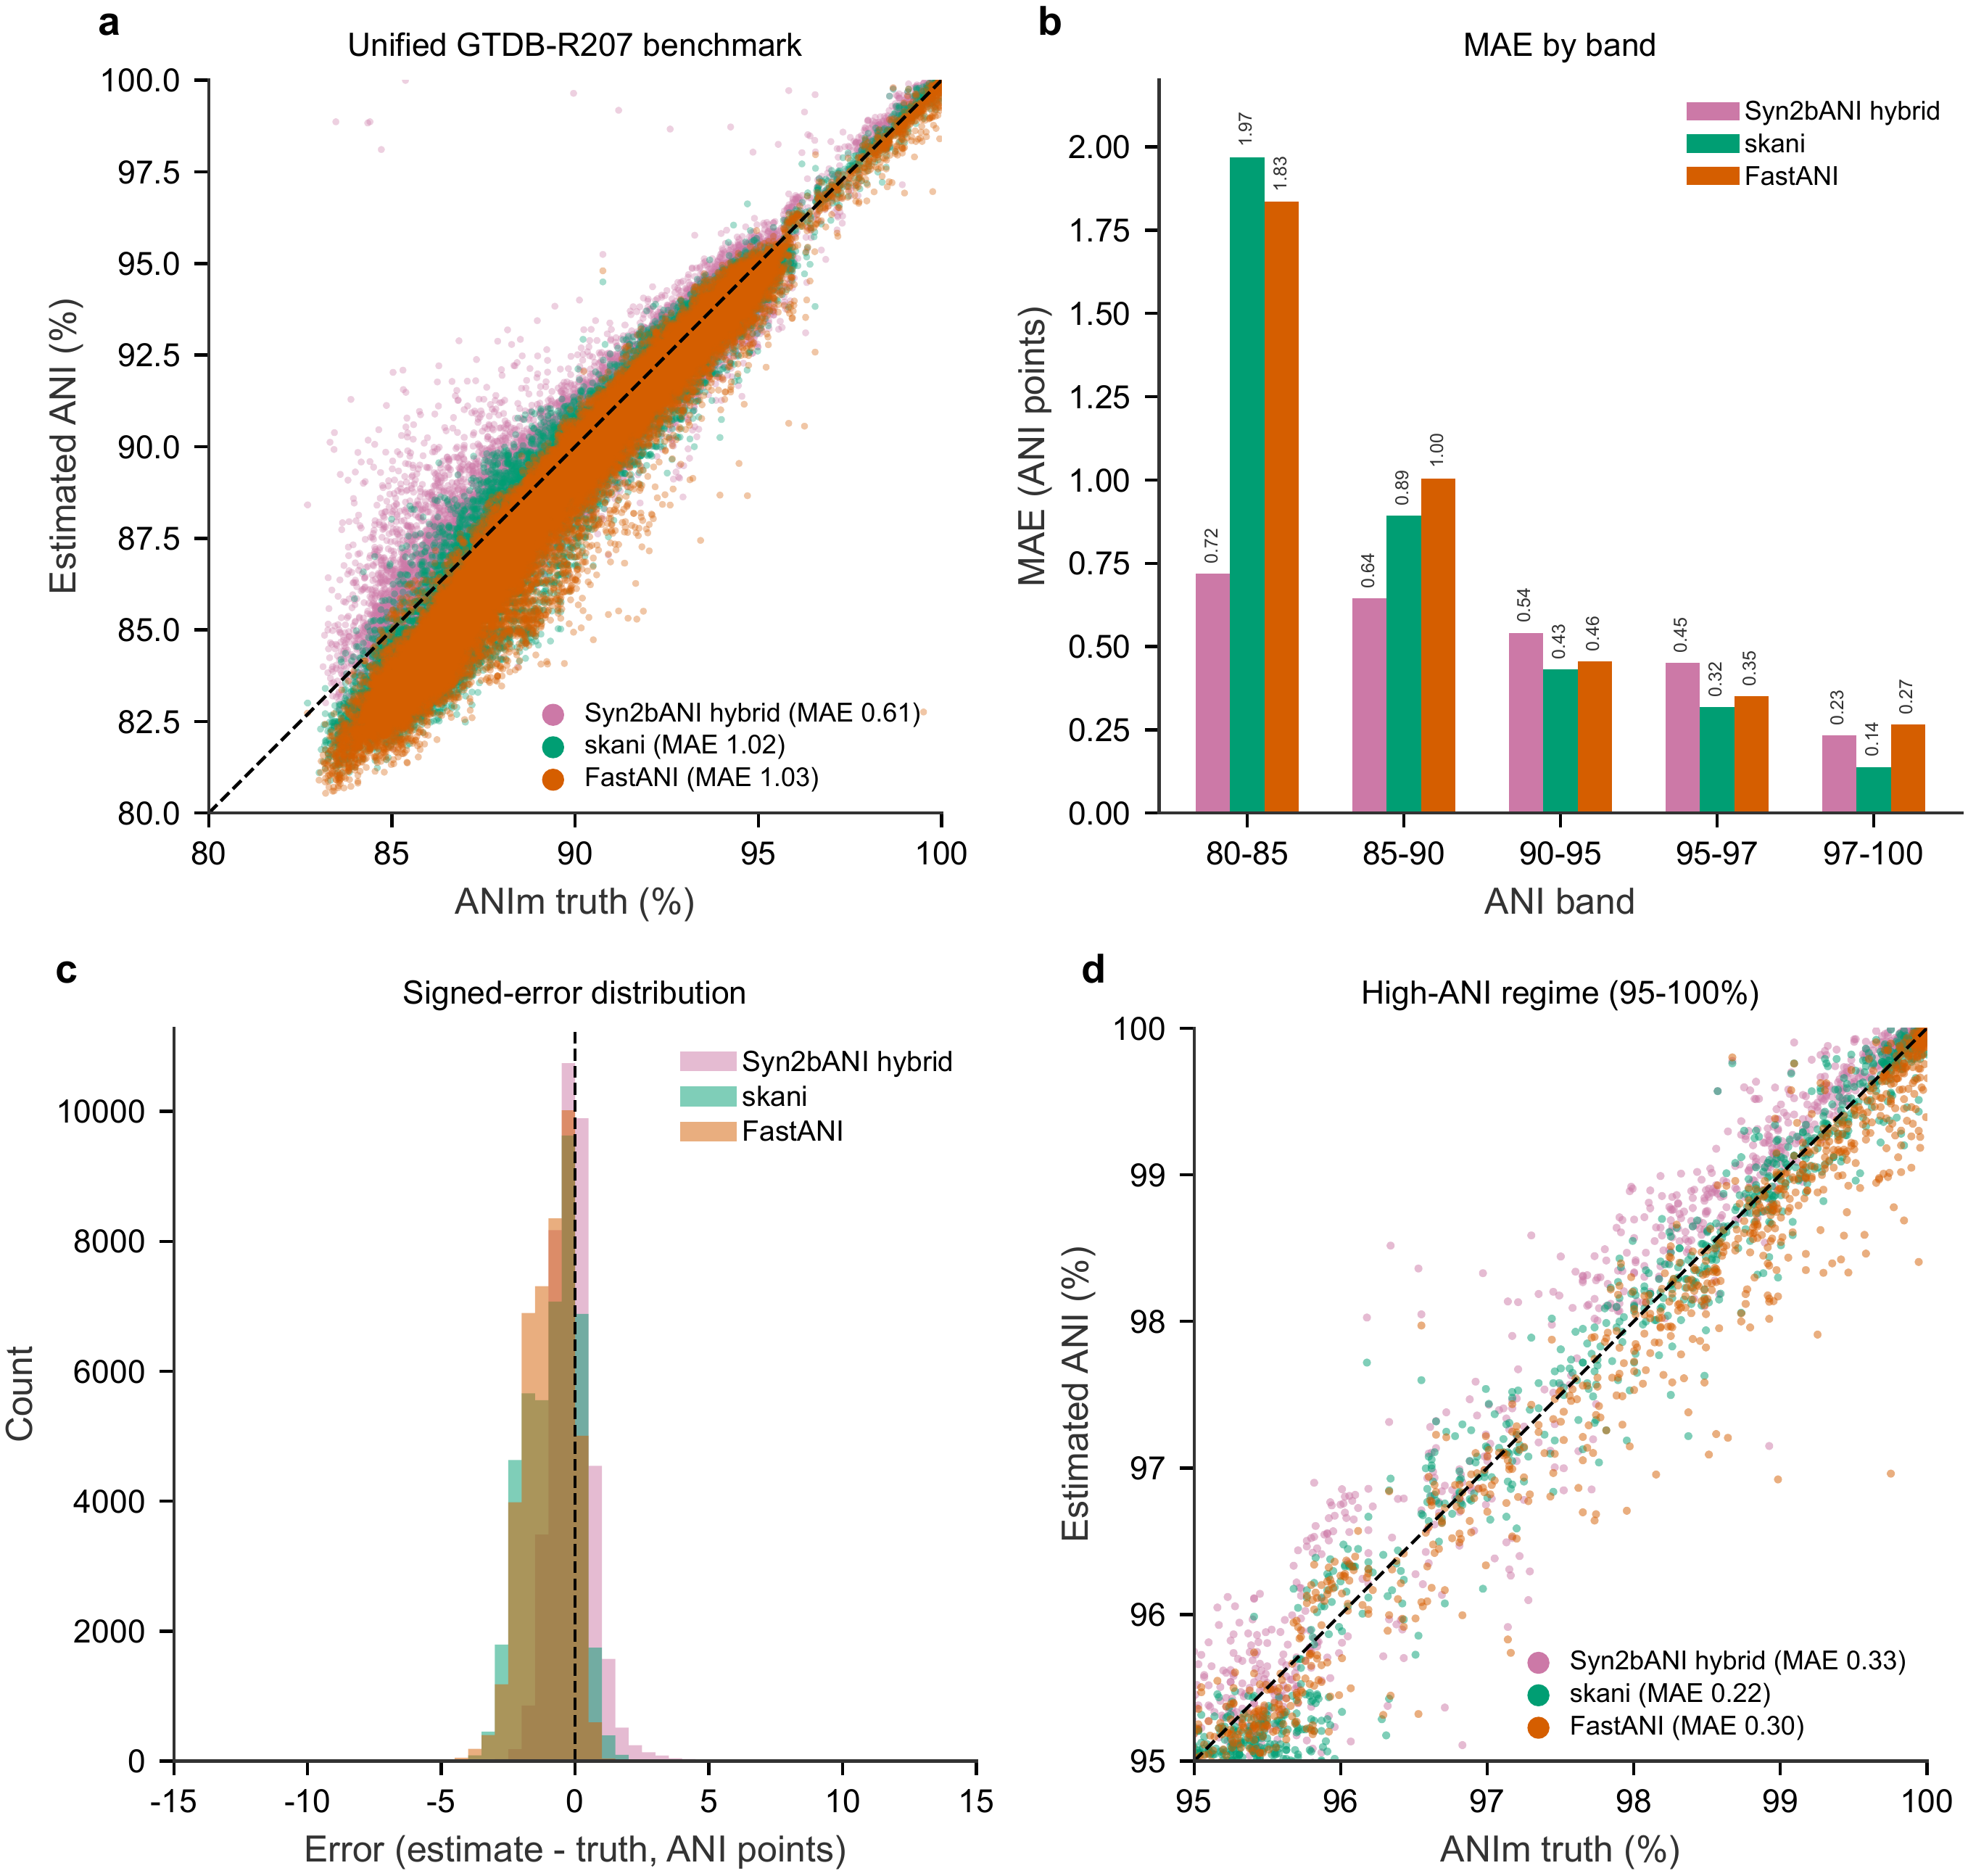 a
Unified GTDB-R207 benchmark
100.0
97.5
95.0
92.5
90.0
87.5
85.0
82.5
80.0
Estimated ANI (%)
Syn2bANI hybrid (MAE 0.61)
skani (MAE 1.02)
FastANI (MAE 1.03)
80 85 90 95 100
ANIm truth (%)
b
MAE by band
Syn2bANI hybrid
skani
FastANI
2.00
1.75
1.50
1.25
1.00
0.75
0.50
0.25
0.00
MAE (ANI points)
0.72 1.97 1.83
0.64 0.89 1.00
0.54 0.43 0.46
0.45 0.32 0.35
0.23 0.14 0.27
80-85 85-90 90-95 95-97 97-100
ANI band
c
Signed-error distribution
Syn2bANI hybrid
skani
FastANI
10000
8000
6000
4000
2000
0
Count
-15 -10 -5 0 5 10 15
Error (estimate - truth, ANI points)
d
High-ANI regime (95-100%)
100
99
98
97
96
95
Estimated ANI (%)
Syn2bANI hybrid (MAE 0.33)
skani (MAE 0.22)
FastANI (MAE 0.30)
95 96 97 98 99 100
ANIm truth (%)